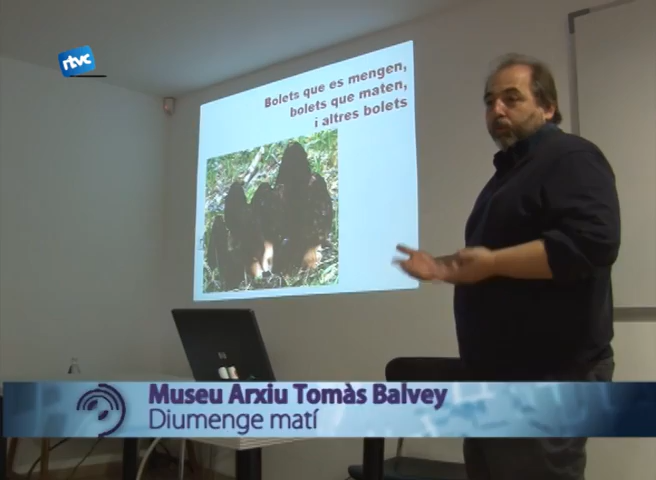 rtvc
Bolets que es mengen,
bolets que maten,
i altres bolets
Museu Arxiu Tomàs Balvey
Diumenge matí